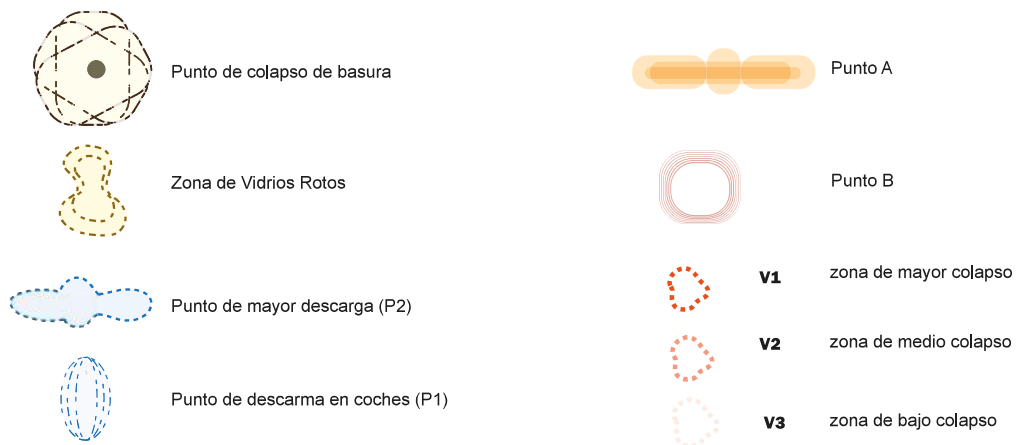 Punto de colapso de basura
Zona de Vidrios Rotos
Punto de mayor descarga (P2)
Punto de descarma en coches (P1)
Punto A
Punto B
V1 zona de mayor colapso
V2 zona de medio colapso
V3 zona de bajo colapso